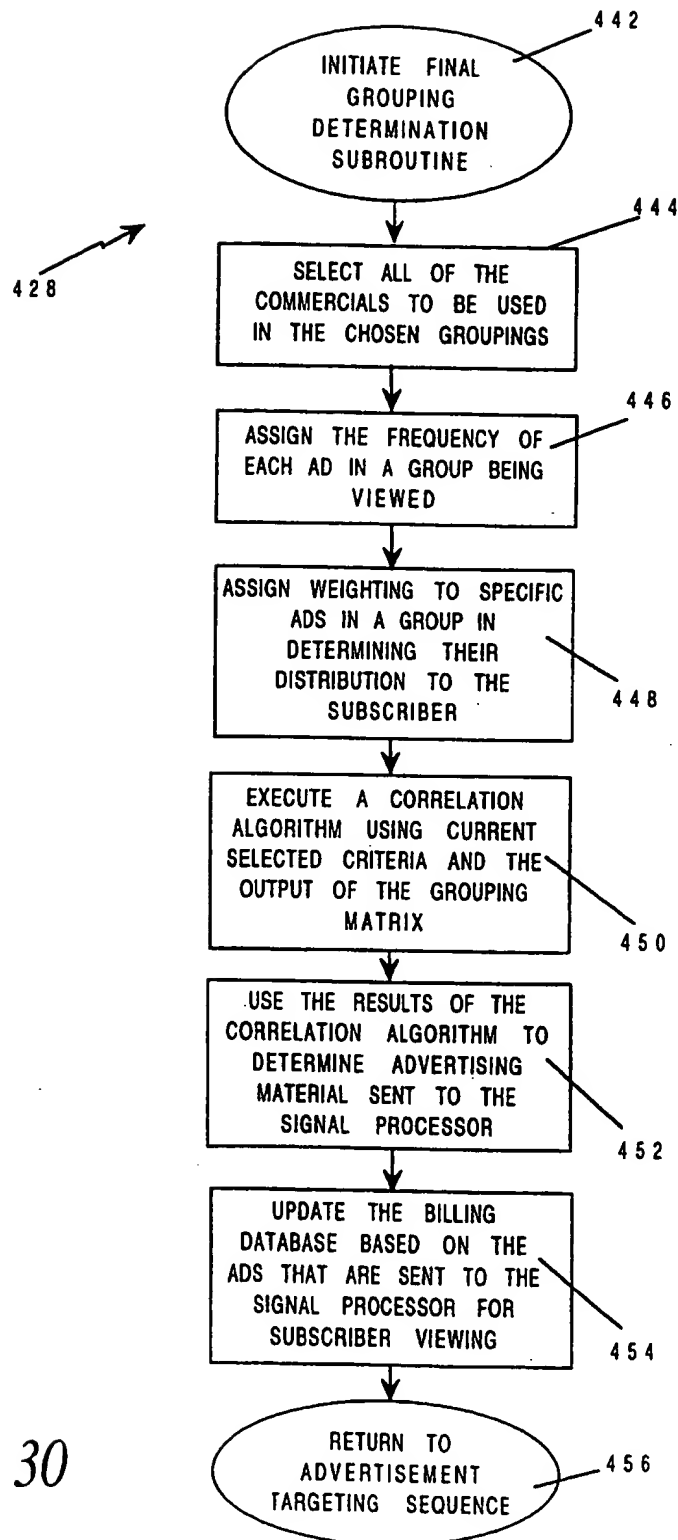 442
INITIATE FINAL
GROUPING
DETERMINATION
SUBROUTINE
428
444
SELECT ALL OF THE
COMMERCIALS TO BE USED
IN THE CHOSEN GROUPINGS
446
ASSIGN THE FREQUENCY OF
EACH AD IN A GROUP BEING
VIEWED
ASSIGN WEIGHTING TO SPECIFIC
ADS IN A GROUP IN
DETERMINING THEIR
DISTRIBUTION TO THE
SUBSCRIBER
448
EXECUTE A CORRELATION
ALGORITHM USING CURRENT
SELECTED CRITERIA AND THE
OUTPUT OF THE GROUPING
MATRIX
450
USE THE RESULTS OF THE
CORRELATION ALGORITHM TO
DETERMINE ADVERTISING
MATERIAL SENT TO THE
SIGNAL PROCESSOR
452
UPDATE THE BILLING
DATABASE BASED ON THE
ADS THAT ARE SENT TO THE
SIGNAL PROCESSOR FOR
SUBSCRIBER VIEWING
454
RETURN TO
ADVERTISEMENT
TARGETING SEQUENCE
456
30